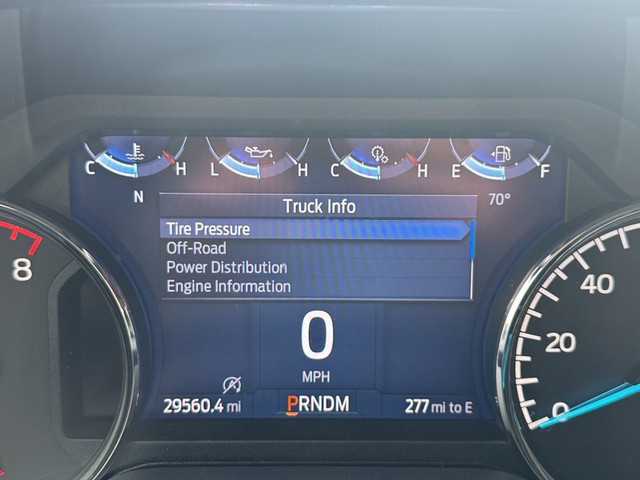 C H L H C H E F
N 70°
Truck Info
Tire Pressure
Off-Road
Power Distribution
Engine Information
8
40
20
0
0
MPH
A
29560.4 mi PRNDM 277 mi to E